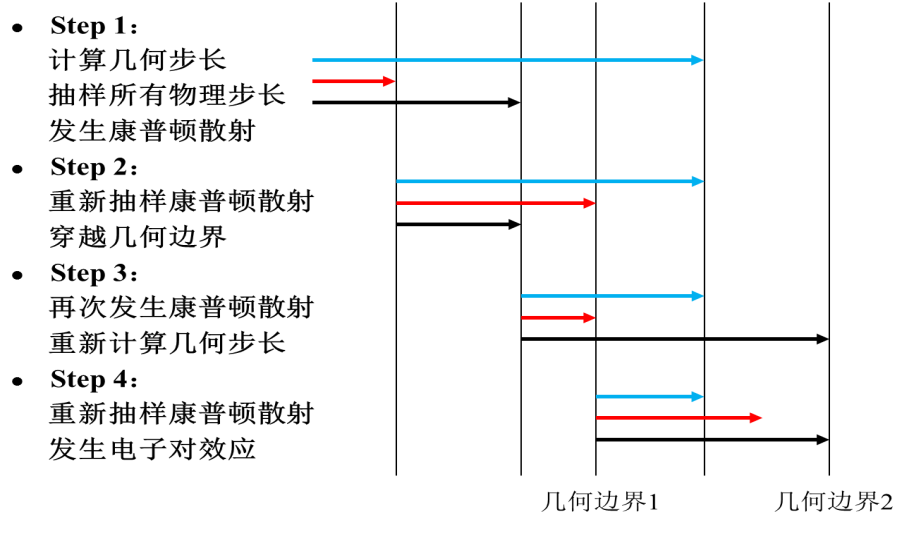 • Step 1：
计算几何步长
抽样所有物理步长
发生康普顿散射
• Step 2：
重新抽样康普顿散射
穿越几何边界
• Step 3：
再次发生康普顿散射
重新计算几何步长
• Step 4：
重新抽样康普顿散射
发生电子对效应
几何边界1
几何边界2